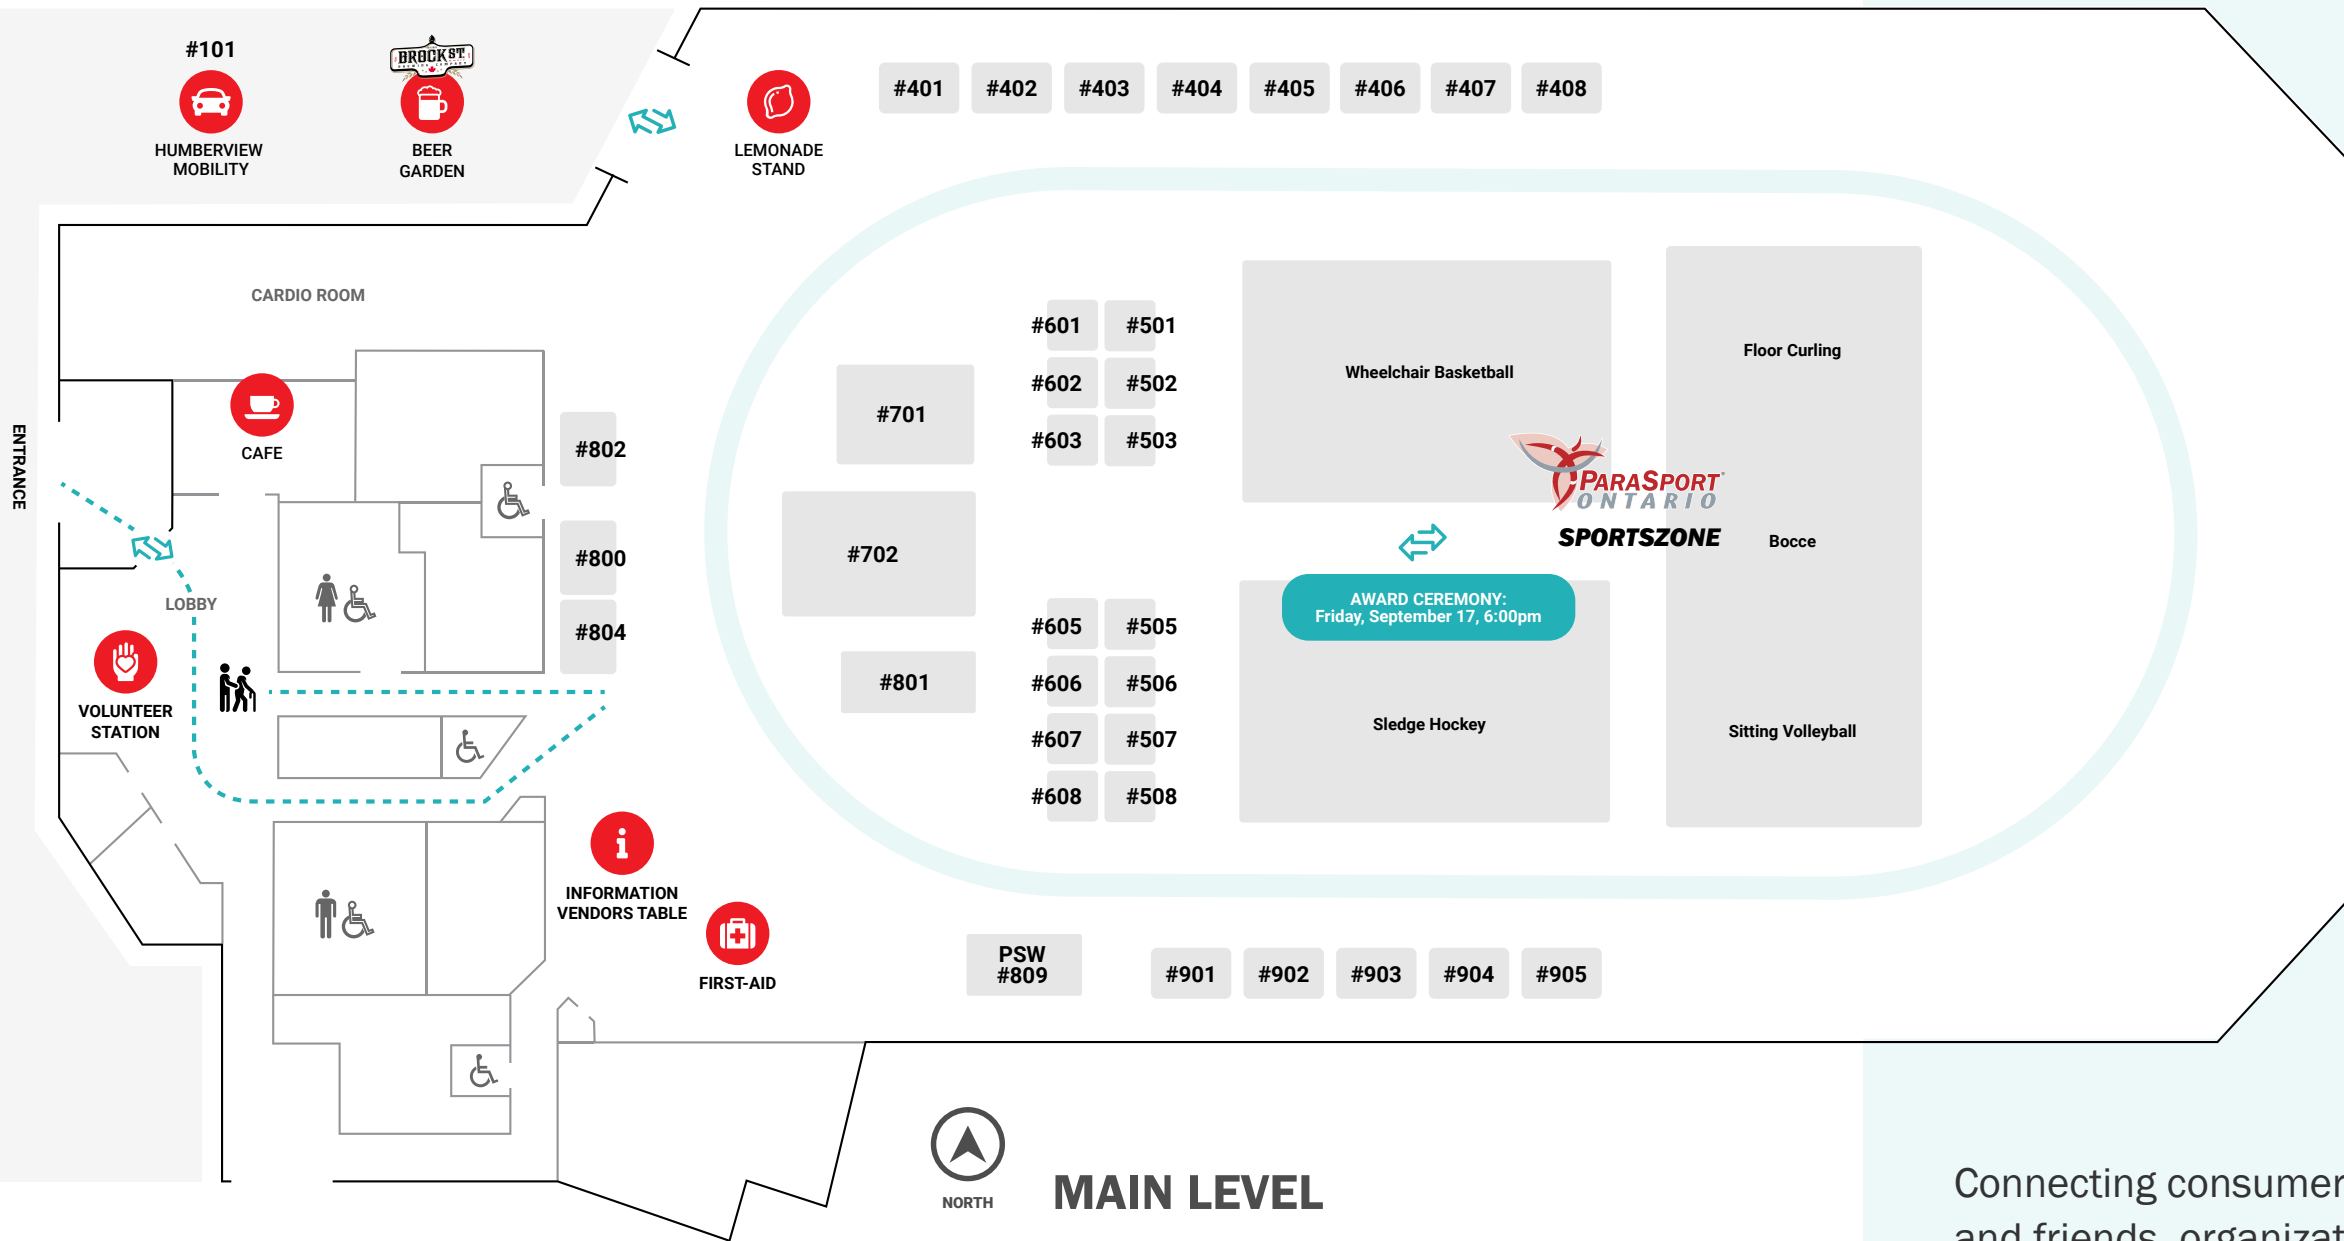 #101
HUMBERVIEW
MOBILITY
BROCK ST.
BEER
GARDEN
LEMONADE
STAND
#401 #402 #403 #404 #405 #406 #407 #408
CARDIO ROOM
ENTRANCE
CAFE
LOBBY
VOLUNTEER
STATION
#802
#800
#804
#701
#702
#801
#601 #501
#602 #502
#603 #503
#605 #505
#606 #506
#607 #507
#608 #508
Wheelchair Basketball
Floor Curling
PARASPORT
ONTARIO
SPORTSZONE
Bocce
AWARD CEREMONY:
Friday, September 17, 6:00pm
Sledge Hockey
Sitting Volleyball
INFORMATION
VENDORS TABLE
FIRST-AID
PSW
#809
#901 #902 #903 #904 #905
NORTH
MAIN LEVEL
Connecting consumer
and friends, organizat